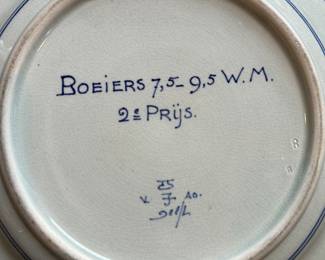 BOEIERS 7,5-9,5 W.M.
2e PRIJS.
R